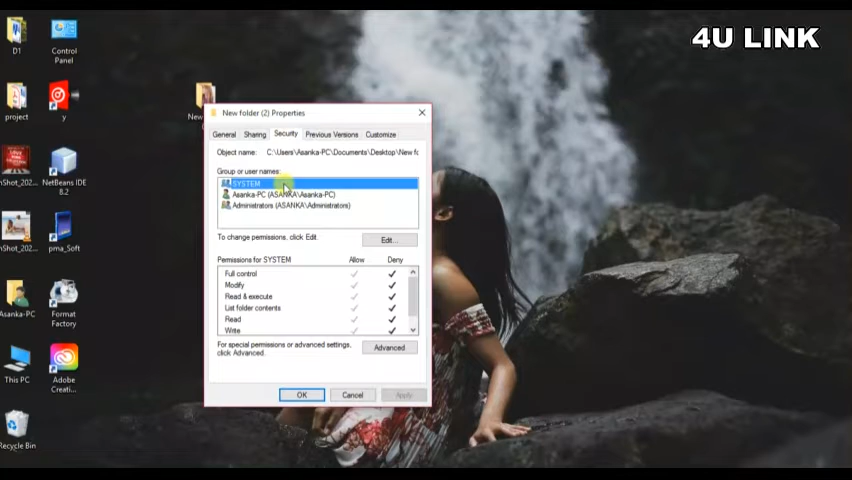 4U LINK
D1
Control
Panel
project
y
New
New folder (2) Properties
General
Sharing
Security
Previous Versions
Customize
Object name:
C:\Users\Asanka-PC\Documents\Desktop\New fo
Group or user names:
SYSTEM
Asanka-PC (ASANKA\Asanka-PC)
Administrators (ASANKA\Administrators)
To change permissions, click Edit.
Edit...
Permissions for SYSTEM
Allow
Deny
Full control
Modify
Read & execute
List folder contents
Read
Write
For special permissions or advanced settings,
click Advanced.
Advanced
OK
Cancel
Apply
nShot_202...
NetBeans IDE
8.2
nShot_202...
pma_Soft
Asanka-PC
Format
Factory
This PC
Adobe
Creati...
Recycle Bin